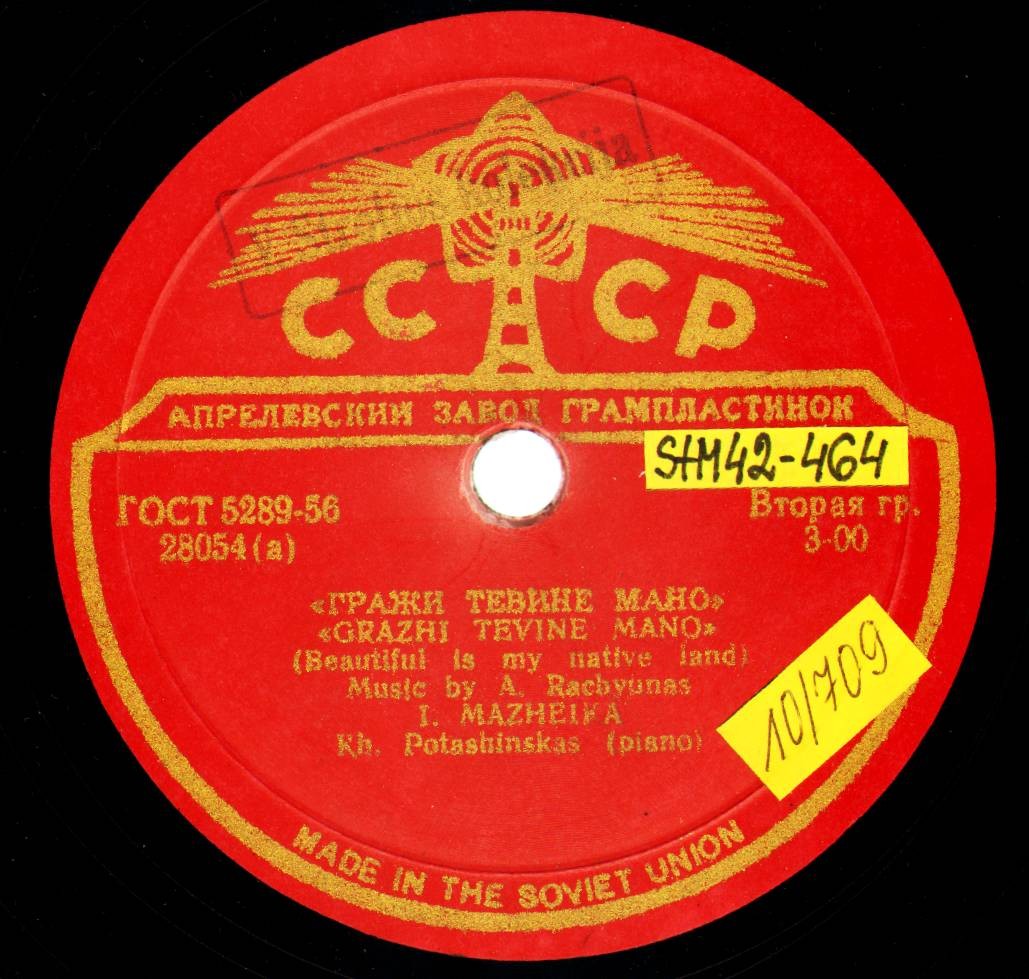 СССР
АПРЕЛЕВСКИЙ ЗАВОД ГРАМПЛАСТИНОК
SHM42-464
ГОСТ 5289-56
28054(а)
Вторая гр.
3-00
«ГРАЖИ ТЕВИНЕ МАНО»
«GRAZHI TEVINE MANO»
(Beautiful is my native land)
Music by A. Rachyunas
I. MAZHEIKA
Kh. Potashinskas (piano)
10/709
MADE IN THE SOVIET UNION